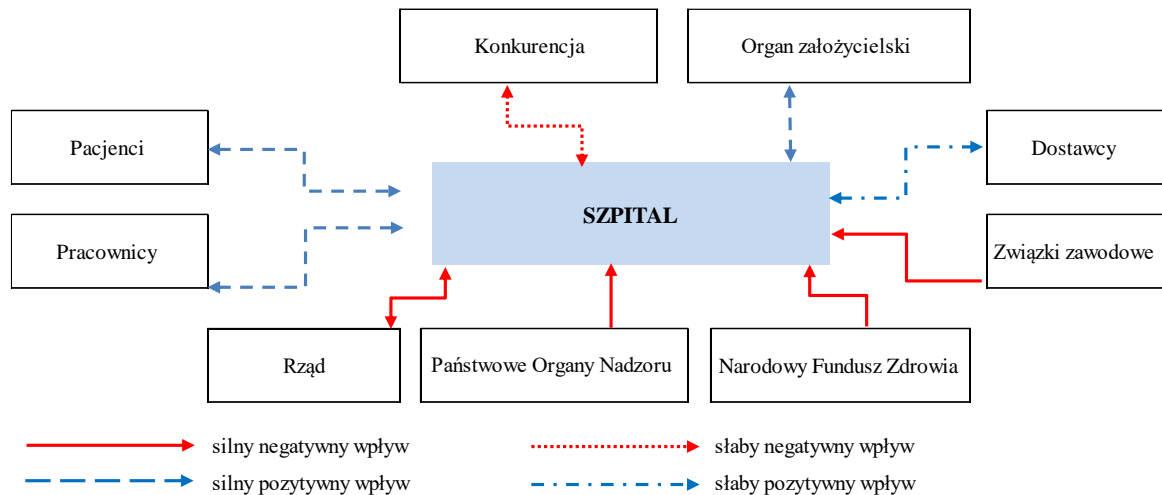 Konkurencja
Organ założycielski
Pacjenci
Dostawcy
SZPITAL
Pracownicy
Związki zawodowe
Rząd
Państwowe Organy Nadzoru
Narodowy Fundusz Zdrowia
silny negatywny wpływ
słaby negatywny wpływ
silny pozytywny wpływ
słaby pozytywny wpływ